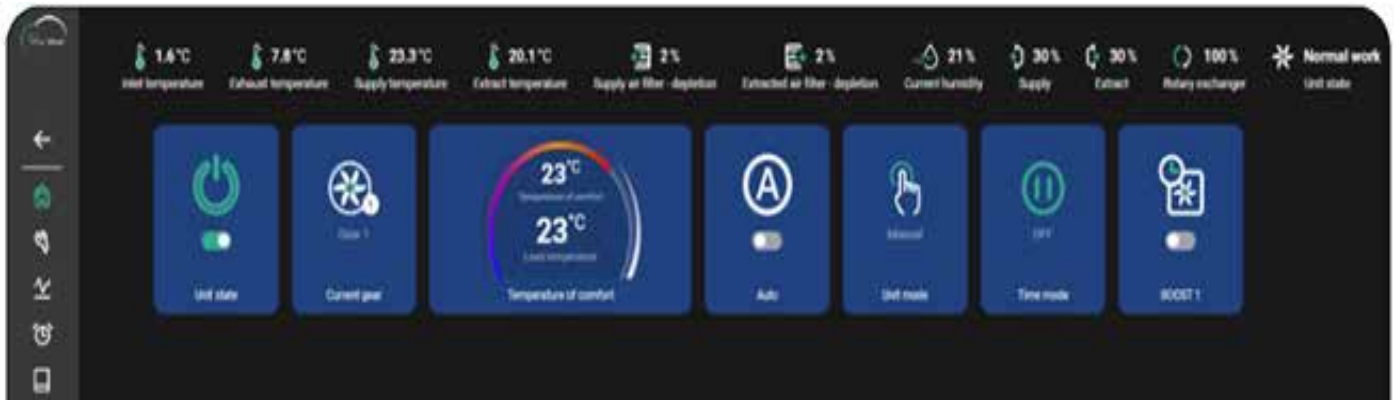 1.6°C
Inlet temperature
7.8°C
Exhaust temperature
23.3°C
Supply temperature
20.1°C
Extract temperature
2%
Supply air filter - depletion
2%
Extracted air filter - depletion
21%
Current humidity
30%
Supply
30%
Extract
100%
Rotary exchanger
Normal work
Unit state
Unit state
Gear 1
Current gear
23°C
Temperature of comfort
23°C
Temperature of comfort
A
Auto
Manual
Unit mode
OFF
Time mode
BOOST 1